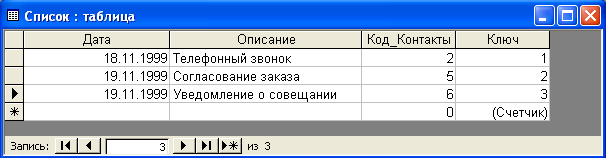 Список : таблица
Дата Описание Код_Контакты Ключ
18.11.1999 Телефонный звонок 2 1
19.11.1999 Согласование заказа 5 2
19.11.1999 Уведомление о совещании 6 3
0 (Счетчик)
Запись: 3 из 3